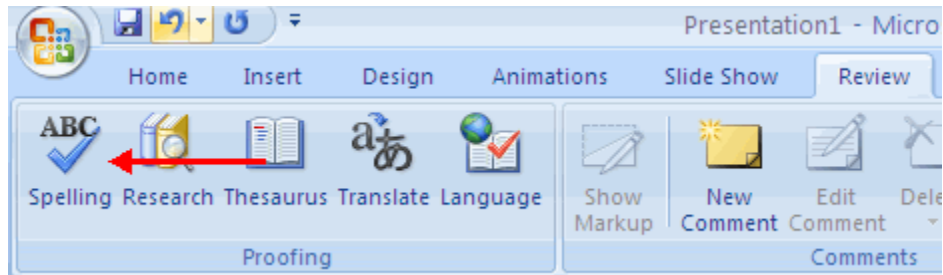 Presentation1 - Micro
Home Insert Design Animations Slide Show Review
ABC
aあ
Spelling Research Thesaurus Translate Language
Show Markup
New Comment
Edit Comment
Dele
Proofing
Comments